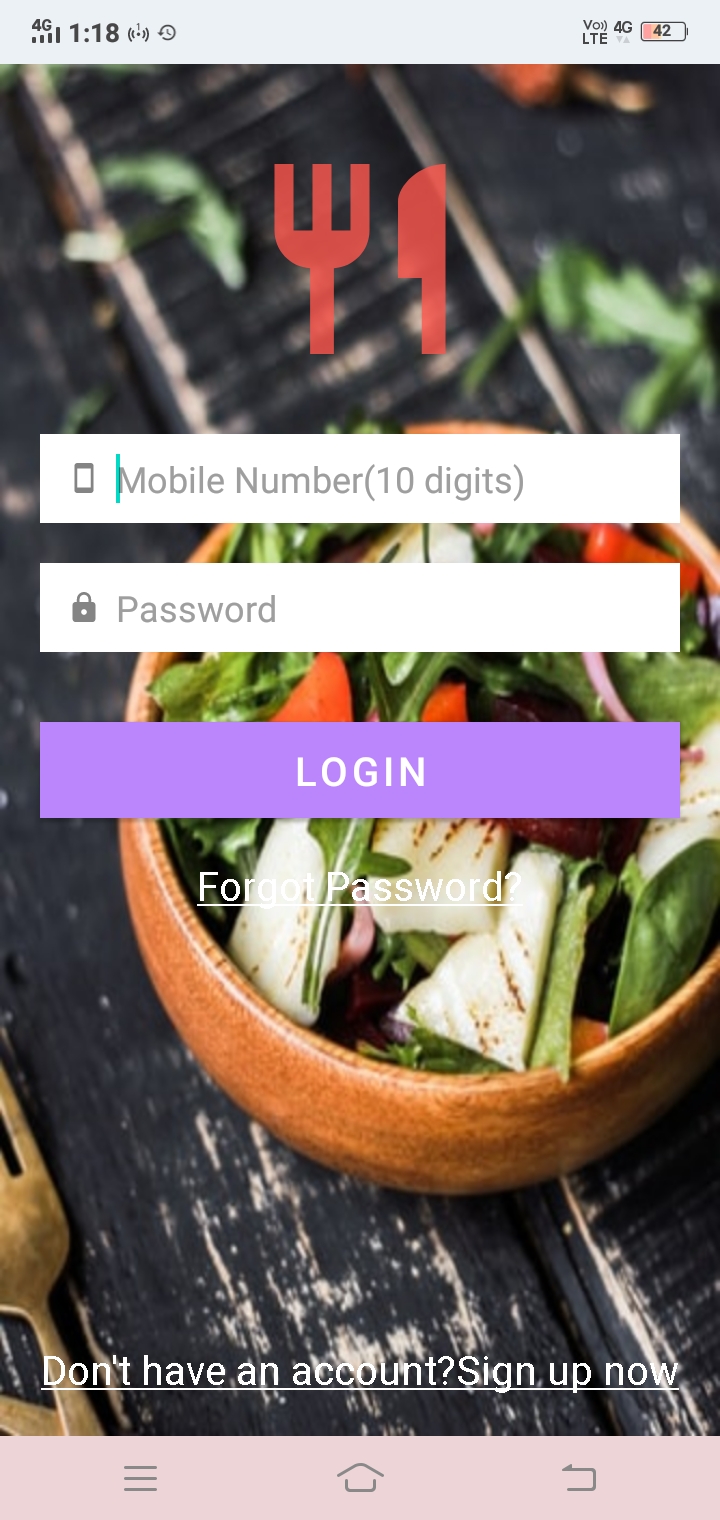 4G 1:18 Vo)) LTE 4G 42
Mobile Number(10 digits)
Password
LOGIN
Forgot Password?
Don't have an account?Sign up now